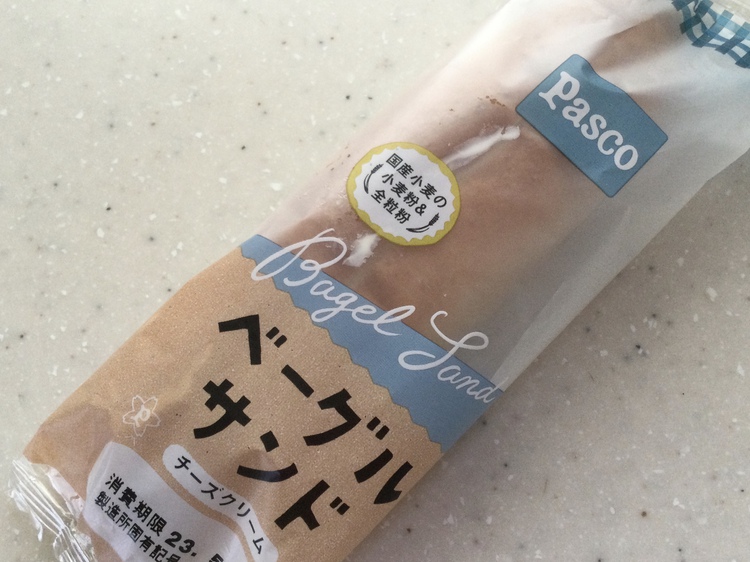 Pasco
国産小麦の
小麦粉&
全粒粉
Bagel Sand
ベーグル
サンド
チーズクリーム
消費期限 23.
製造所固有記号